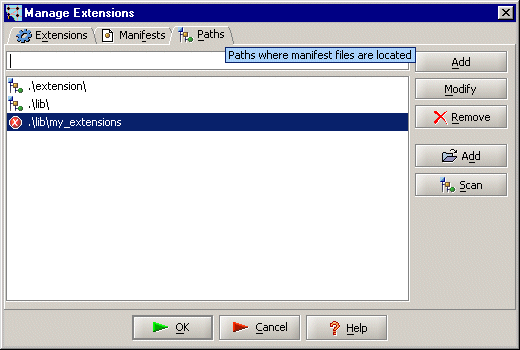 Manage Extensions
Extensions Manifests Paths
Paths where manifest files are located
Add
.\extension\
Modify
.\lib\
Remove
.\lib\my_extensions
Add
Scan
OK Cancel Help